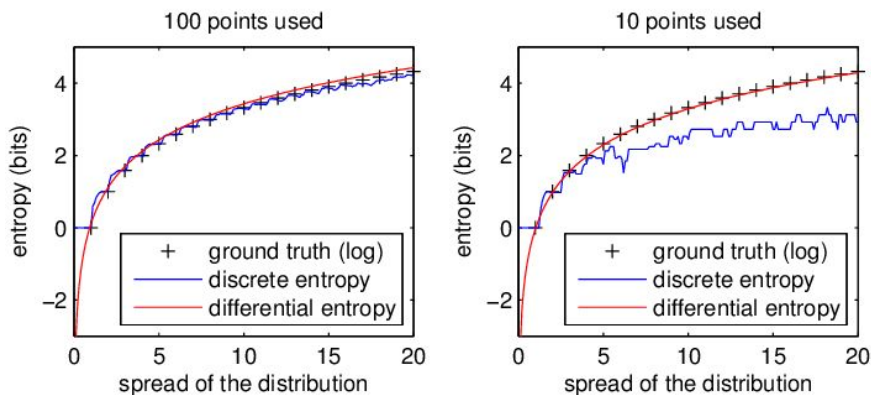 100 points used
entropy (bits)
4
2
0
−2
+ ground truth (log)
discrete entropy
differential entropy
0 5 10 15 20
spread of the distribution
10 points used
entropy (bits)
4
2
0
−2
+ ground truth (log)
discrete entropy
differential entropy
0 5 10 15 20
spread of the distribution